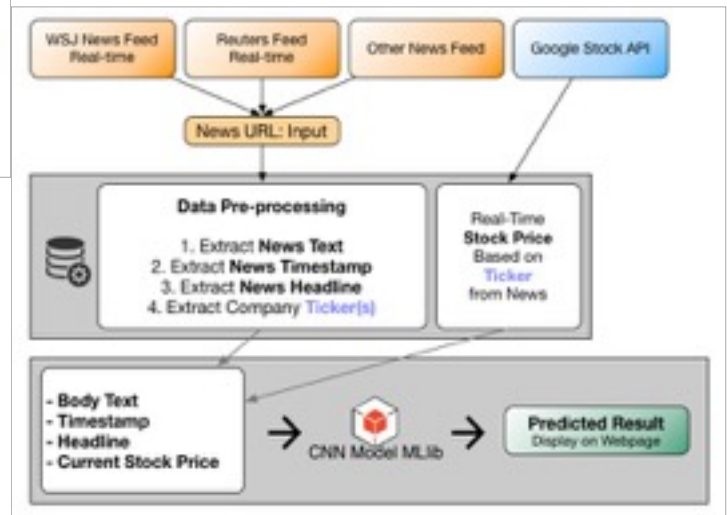 WSJ News Feed
Real-time
Reuters Feed
Real-time
Other News Feed
Google Stock API
News URL: Input
Data Pre-processing
1. Extract News Text
2. Extract News Timestamp
3. Extract News Headline
4. Extract Company Ticker(s)
Real-Time
Stock Price
Based on
Ticker
from News
- Body Text
- Timestamp
- Headline
- Current Stock Price
CNN Model MLlib
Predicted Result
Display on Webpage